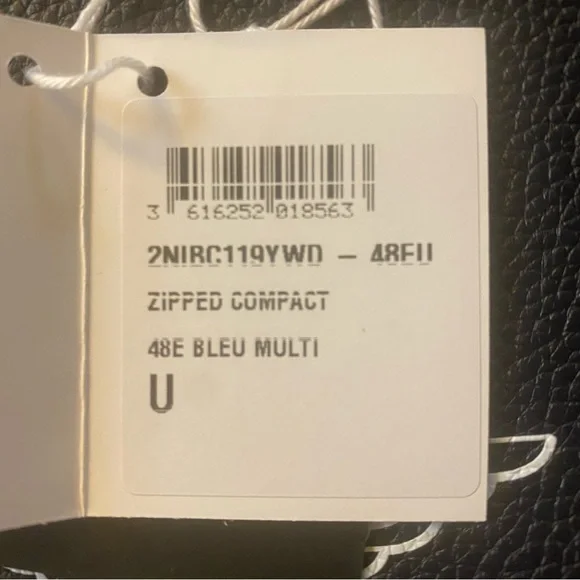 3 616252 018563
2NIBC119YWD – 48EU
ZIPPED COMPACT
48E BLEU MULTI
U